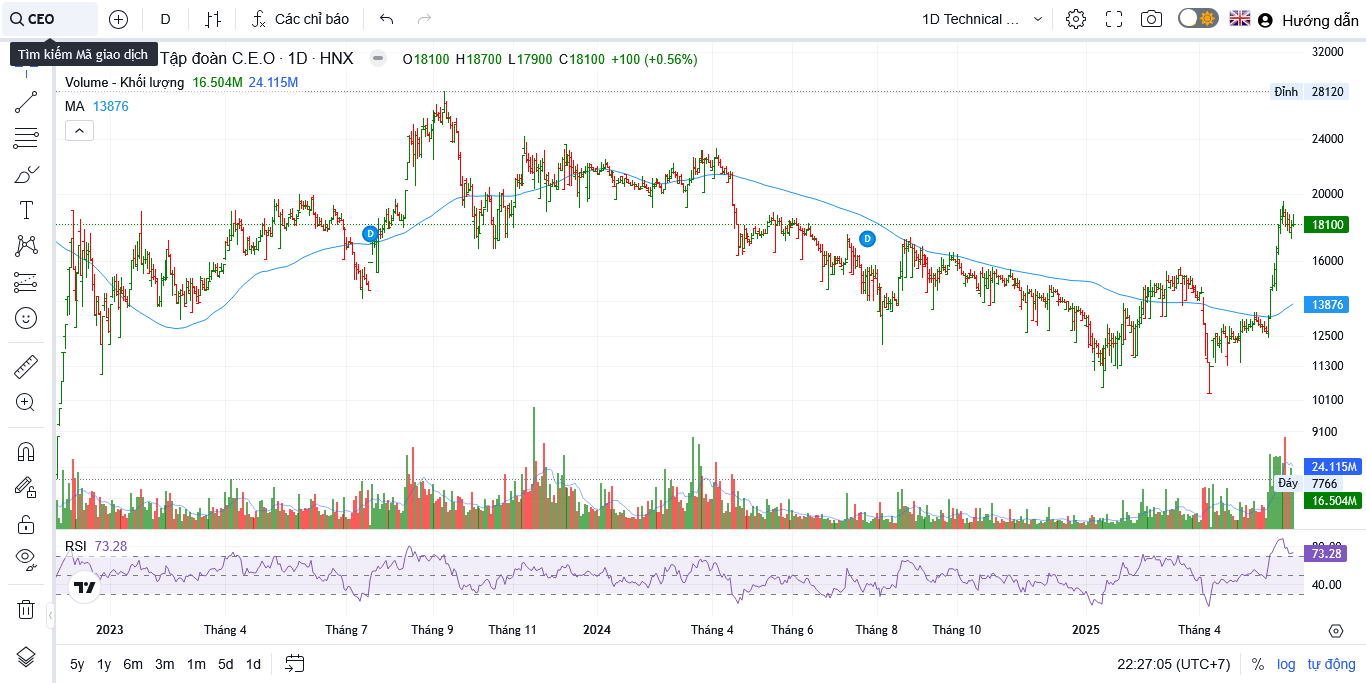 CEO
D
Các chỉ báo
1D Technical ...
Hướng dẫn
Tìm kiếm Mã giao dịch
Tập đoàn C.E.O · 1D · HNX
O18100 H18700 L17900 C18100 +100 (+0.56%)
Volume - Khối lượng 16.504M 24.115M
MA 13876
32000
Đỉnh 28120
24000
20000
18100
16000
13876
12500
11300
10100
9100
24.115M
Đáy 7766
16.504M
D
D
RSI 73.28
80.00
73.28
40.00
2023 Tháng 4 Tháng 7 Tháng 9 Tháng 11 2024 Tháng 4 Tháng 6 Tháng 8 Tháng 10 2025 Tháng 4
5y 1y 6m 3m 1m 5d 1d
22:27:05 (UTC+7) % log tự động